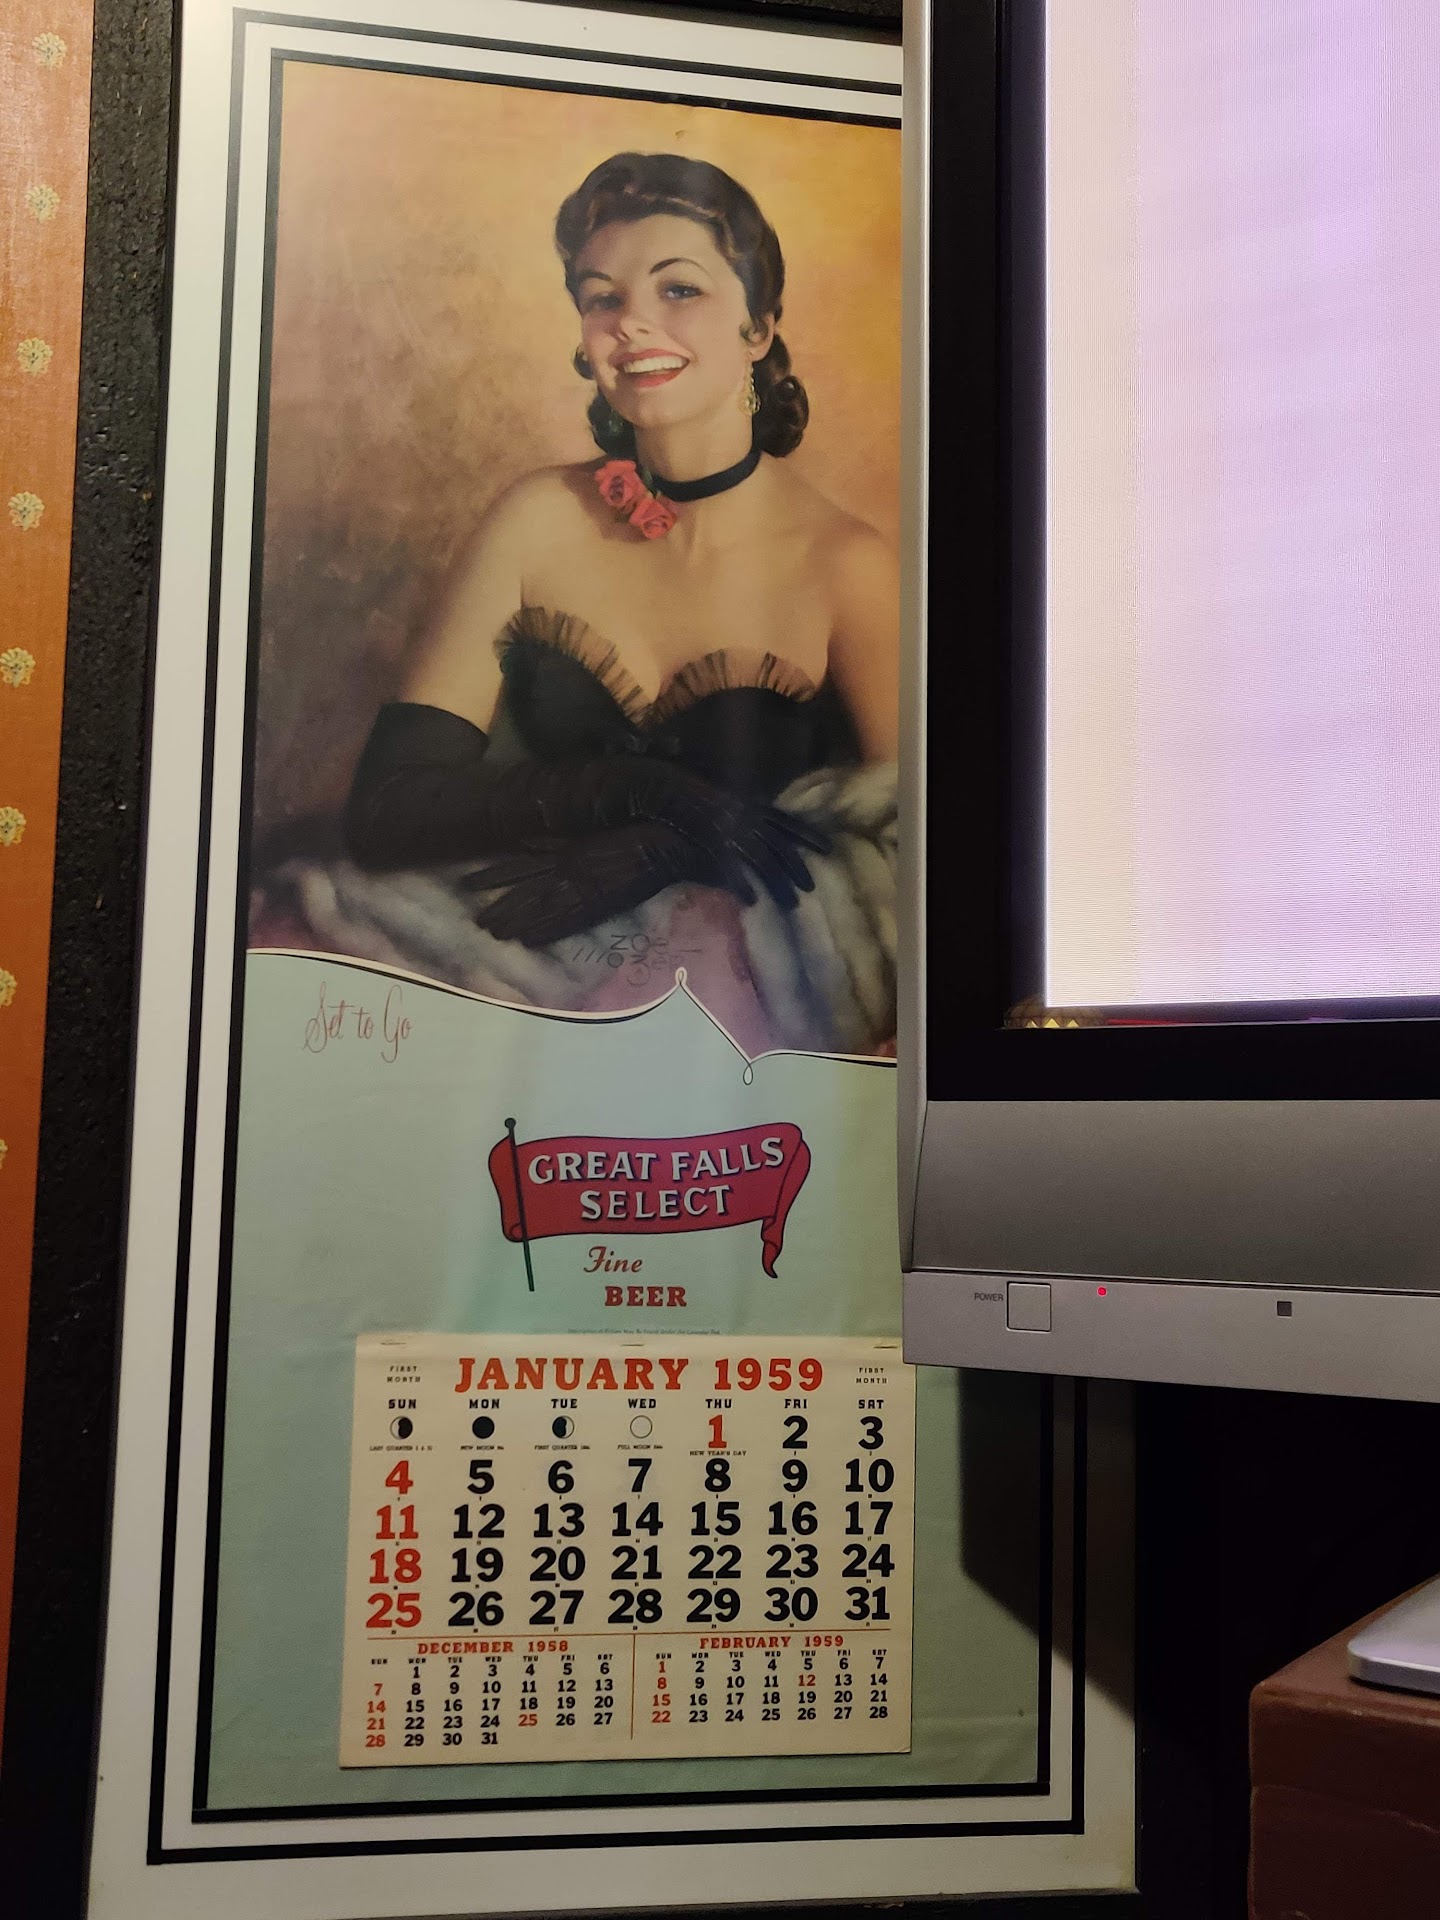 Set to Go
GREAT FALLS
SELECT
Fine
BEER
FIRST MONTH JANUARY 1959 FIRST MONTH
SUN MON TUE WED THU FRI SAT
1 2 3
NEW YEAR'S DAY
4 5 6 7 8 9 10
11 12 13 14 15 16 17
18 19 20 21 22 23 24
25 26 27 28 29 30 31
DECEMBER 1958
SUN MON TUE WED THU FRI SAT
1 2 3 4 5 6
7 8 9 10 11 12 13
14 15 16 17 18 19 20
21 22 23 24 25 26 27
28 29 30 31
FEBRUARY 1959
SUN MON TUE WED THU FRI SAT
1 2 3 4 5 6 7
8 9 10 11 12 13 14
15 16 17 18 19 20 21
22 23 24 25 26 27 28
POWER